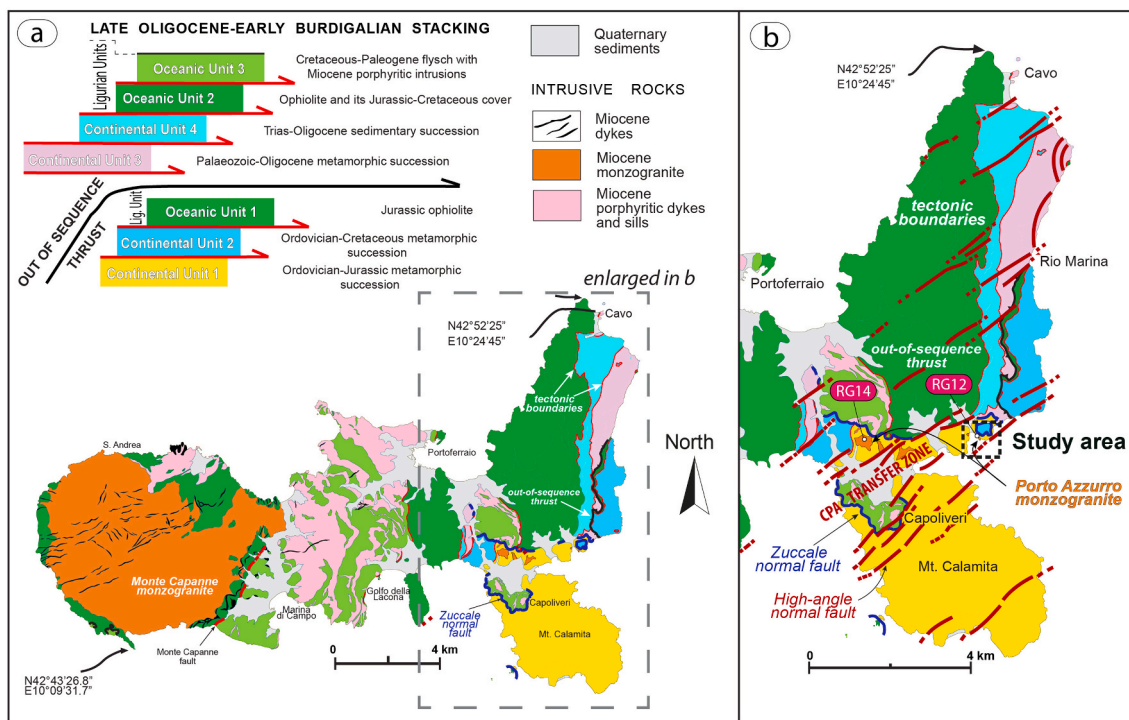 a
LATE OLIGOCENE-EARLY BURDIGALIAN STACKING
Ligurian Units
Oceanic Unit 3
Cretaceous-Paleogene flysch with
Miocene porphyritic intrusions
Oceanic Unit 2
Ophiolite and its Jurassic-Cretaceous cover
Continental Unit 4
Trias-Oligocene sedimentary succession
Continental Unit 3
Palaeozoic-Oligocene metamorphic succession
OUT OF SEQUENCE
THRUST
Lig. Unit
Oceanic Unit 1
Jurassic ophiolite
Continental Unit 2
Ordovician-Cretaceous metamorphic
succession
Continental Unit 1
Ordovician-Jurassic metamorphic
succession
Quaternary
sediments
INTRUSIVE ROCKS
Miocene
dykes
Miocene
monzogranite
Miocene
porphyritic dykes
and sills
enlarged in b
N42°52'25"
E10°24'45"
Cavo
tectonic
boundaries
North
S. Andrea
Portoferraio
out-of-sequence
thrust
Monte Capanne
monzogranite
Marina
di Campo
Golfo della
Lacona
Zuccale
normal
fault
Capoliveri
Mt. Calamita
Monte Capanne
fault
0
4 km
N42°43'26.8"
E10°09'31.7"
b
N42°52'25"
E10°24'45"
Cavo
tectonic
boundaries
Rio Marina
Portoferraio
out-of-sequence
thrust
RG14
RG12
Study area
CPA TRANSFER ZONE
Porto Azzurro
monzogranite
Capoliveri
Zuccale
normal fault
Mt. Calamita
High-angle
normal fault
0
4 km